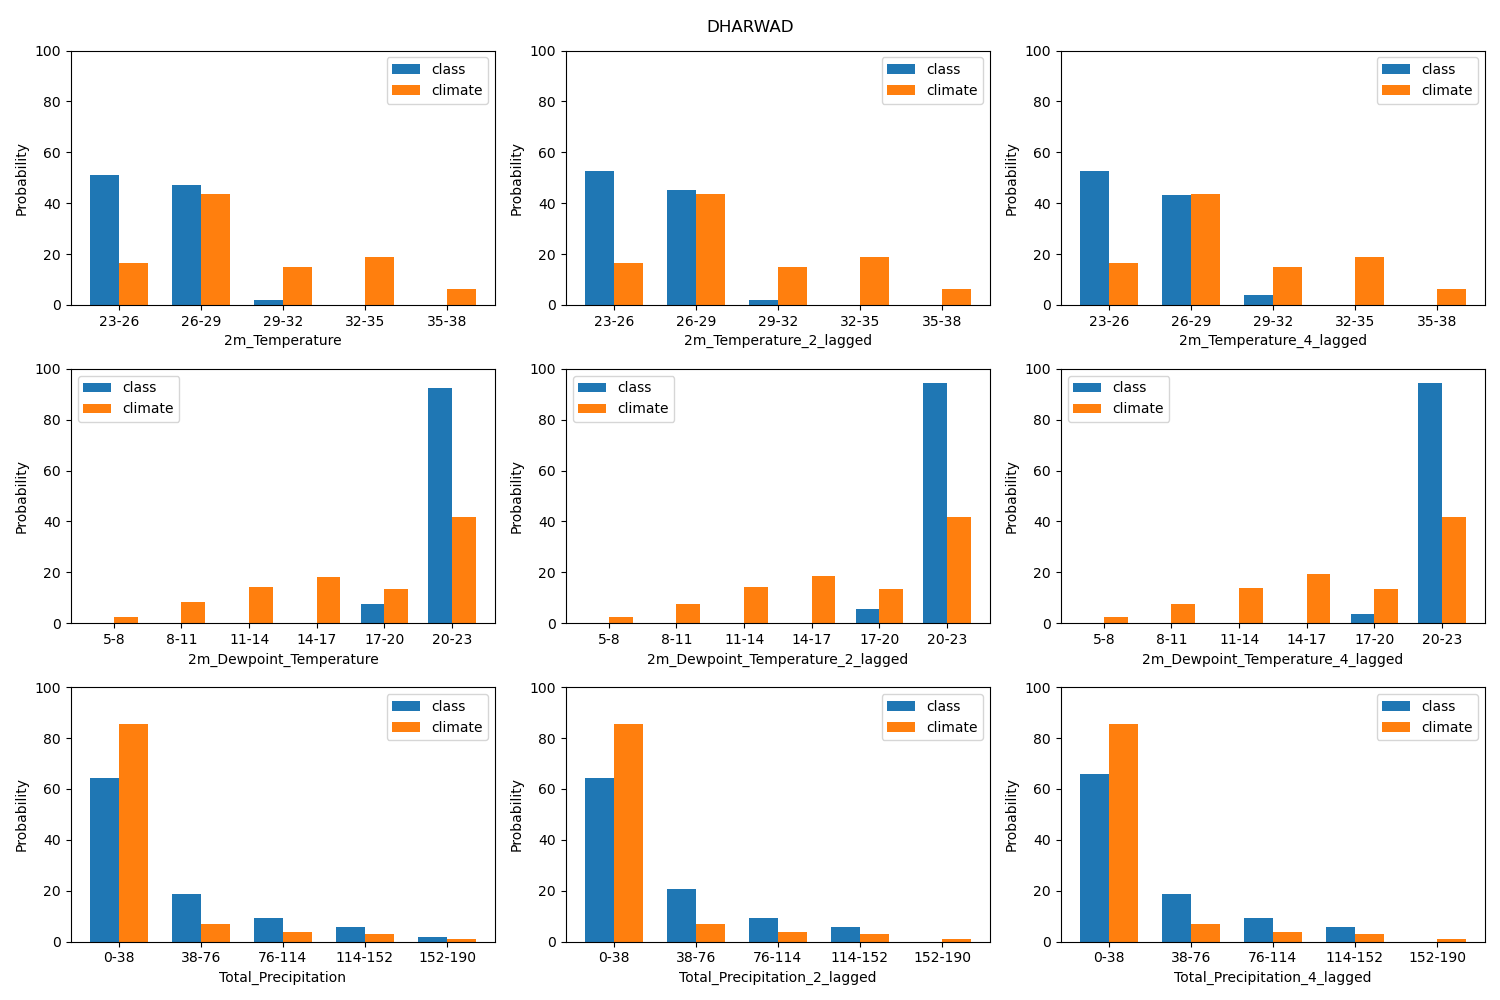 DHARWAD
100
80
60
40
20
0
Probability
class
climate
23-26 26-29 29-32 32-35 35-38
2m_Temperature
100
80
60
40
20
0
Probability
class
climate
23-26 26-29 29-32 32-35 35-38
2m_Temperature_2_lagged
100
80
60
40
20
0
Probability
class
climate
23-26 26-29 29-32 32-35 35-38
2m_Temperature_4_lagged
100
80
60
40
20
0
Probability
class
climate
5-8 8-11 11-14 14-17 17-20 20-23
2m_Dewpoint_Temperature
100
80
60
40
20
0
Probability
class
climate
5-8 8-11 11-14 14-17 17-20 20-23
2m_Dewpoint_Temperature_2_lagged
100
80
60
40
20
0
Probability
class
climate
5-8 8-11 11-14 14-17 17-20 20-23
2m_Dewpoint_Temperature_4_lagged
100
80
60
40
20
0
Probability
class
climate
0-38 38-76 76-114 114-152 152-190
Total_Precipitation
100
80
60
40
20
0
Probability
class
climate
0-38 38-76 76-114 114-152 152-190
Total_Precipitation_2_lagged
100
80
60
40
20
0
Probability
class
climate
0-38 38-76 76-114 114-152 152-190
Total_Precipitation_4_lagged